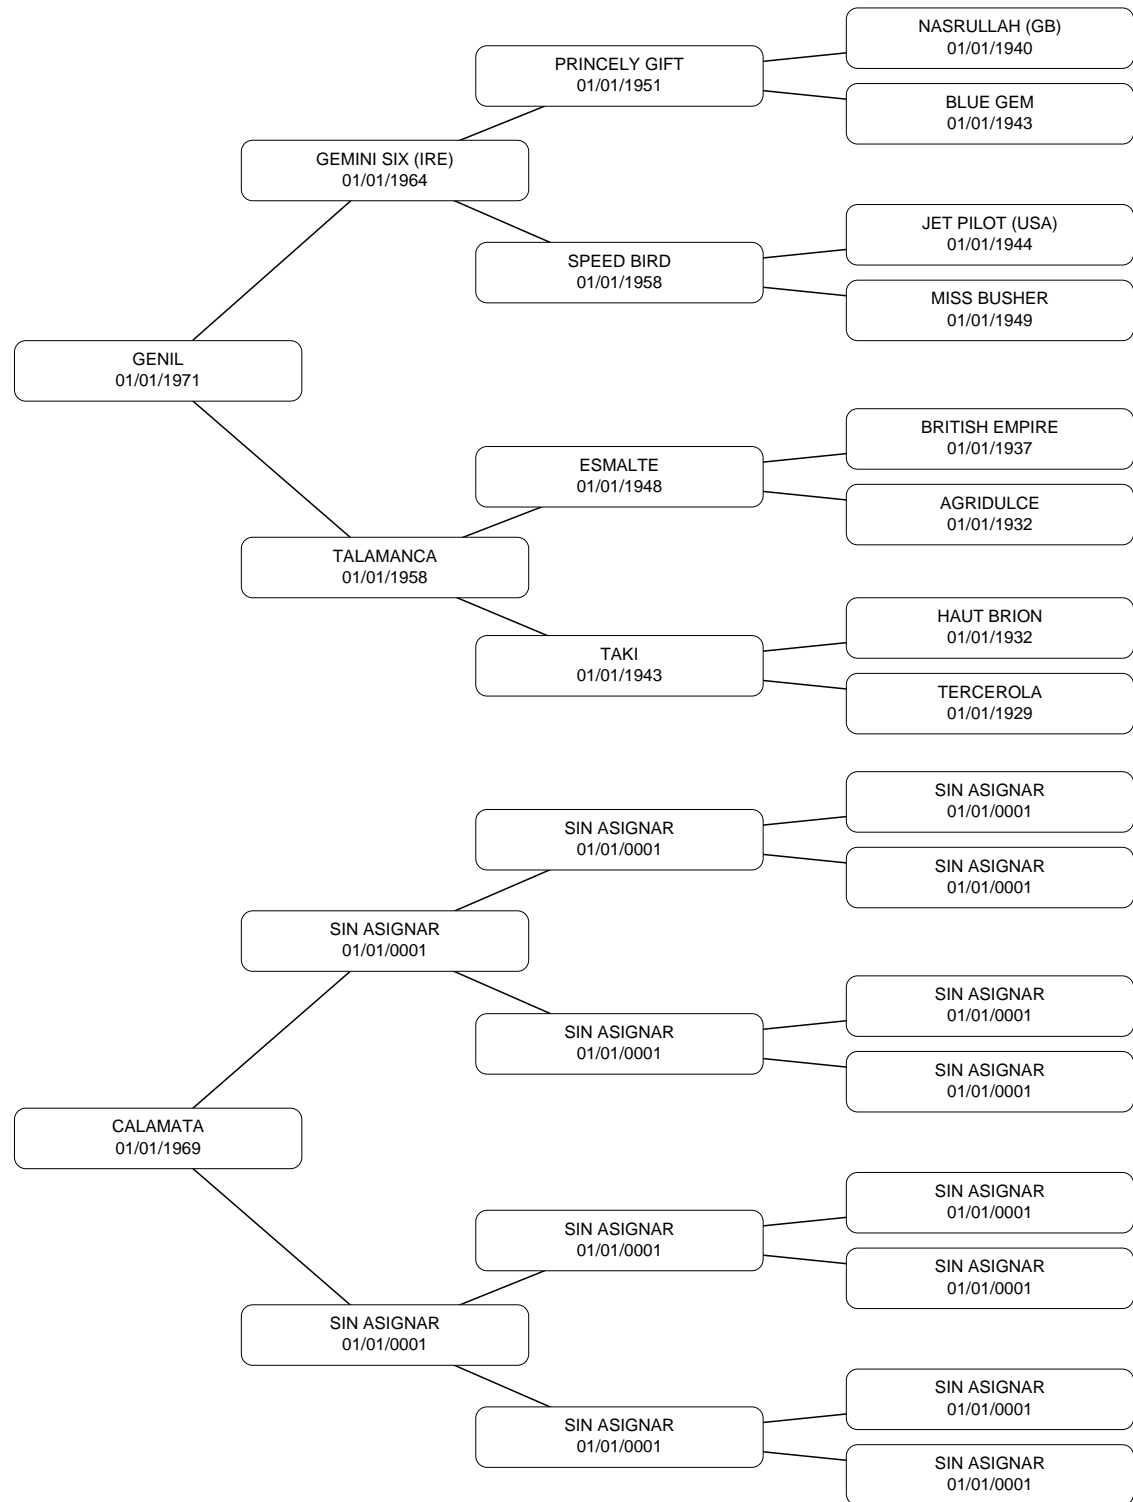 NASRULLAH (GB)
01/01/1940
PRINCELY GIFT
01/01/1951
BLUE GEM
01/01/1943
GEMINI SIX (IRE)
01/01/1964
JET PILOT (USA)
01/01/1944
SPEED BIRD
01/01/1958
MISS BUSHER
01/01/1949
GENIL
01/01/1971
BRITISH EMPIRE
01/01/1937
ESMALTE
01/01/1948
AGRIDULCE
01/01/1932
TALAMANCA
01/01/1958
HAUT BRION
01/01/1932
TAKI
01/01/1943
TERCEROLA
01/01/1929
SIN ASIGNAR
01/01/0001
SIN ASIGNAR
01/01/0001
SIN ASIGNAR
01/01/0001
SIN ASIGNAR
01/01/0001
SIN ASIGNAR
01/01/0001
SIN ASIGNAR
01/01/0001
SIN ASIGNAR
01/01/0001
CALAMATA
01/01/1969
SIN ASIGNAR
01/01/0001
SIN ASIGNAR
01/01/0001
SIN ASIGNAR
01/01/0001
SIN ASIGNAR
01/01/0001
SIN ASIGNAR
01/01/0001
SIN ASIGNAR
01/01/0001
SIN ASIGNAR
01/01/0001